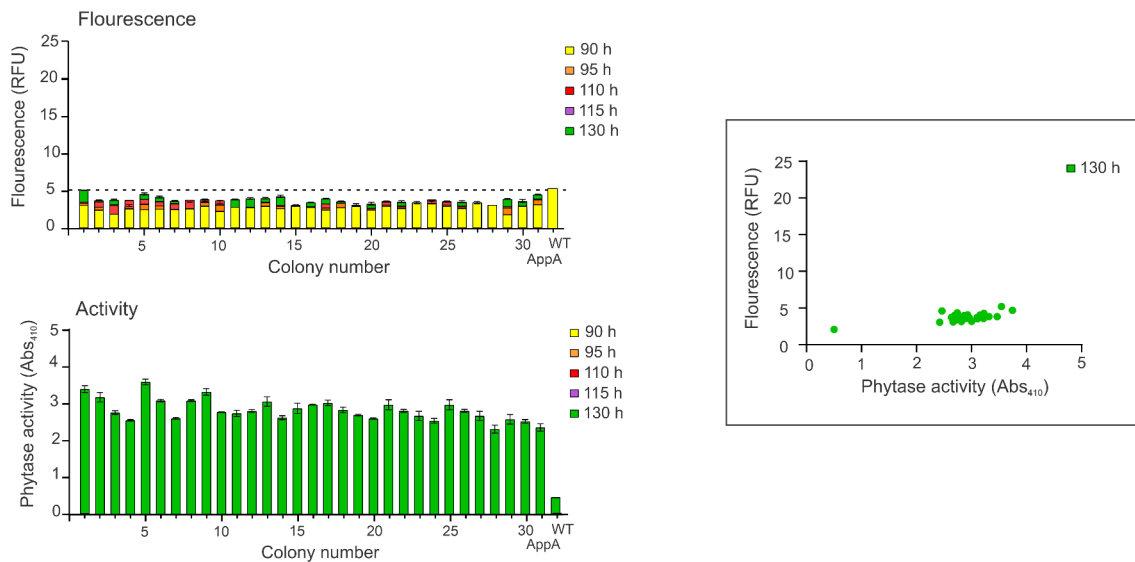 Flourescence
Flourescence (RFU)
25
20
15
10
5
0
5
10
15
20
25
30
WT
AppA
Colony number
90 h
95 h
110 h
115 h
130 h
Activity
Phytase activity (Abs₄₁₀)
5
4
3
2
1
0
5
10
15
20
25
30
WT
AppA
Colony number
90 h
95 h
110 h
115 h
130 h
Flourescence (RFU)
25
20
15
10
5
0
0
1
2
3
4
5
Phytase activity (Abs₄₁₀)
130 h